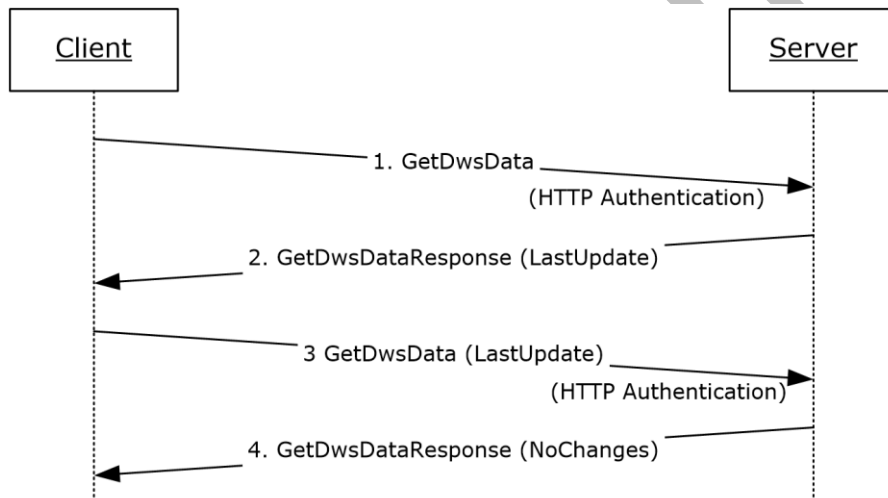 Client
Server
1. GetDwsData
(HTTP Authentication)
2. GetDwsDataResponse (LastUpdate)
3 GetDwsData (LastUpdate)
(HTTP Authentication)
4. GetDwsDataResponse (NoChanges)